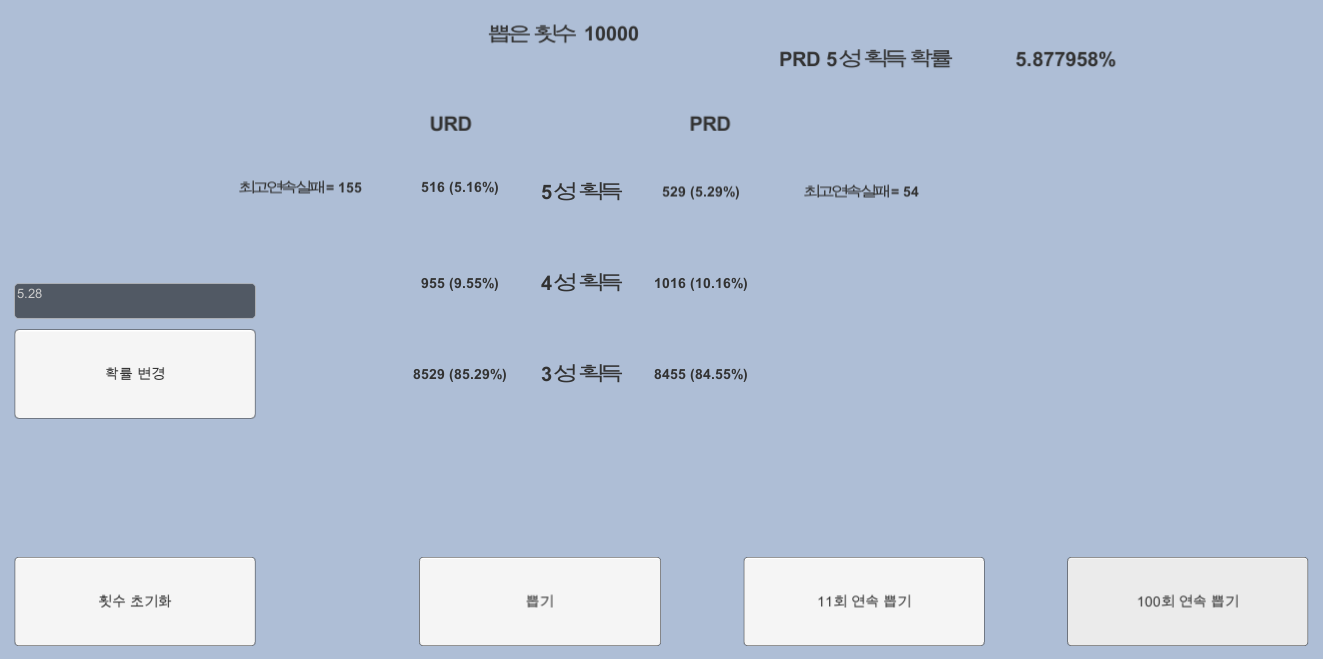 뽑은 횟수 10000
PRD 5성 획득 확률 5.877958%
URD PRD
최고연속실패= 155 516 (5.16%) 5성 획득 529 (5.29%) 최고연속실패= 54
955 (9.55%) 4성 획득 1016 (10.16%)
5.28
확률 변경
8529 (85.29%) 3성 획득 8455 (84.55%)
횟수 초기화 뽑기 11회 연속 뽑기 100회 연속 뽑기